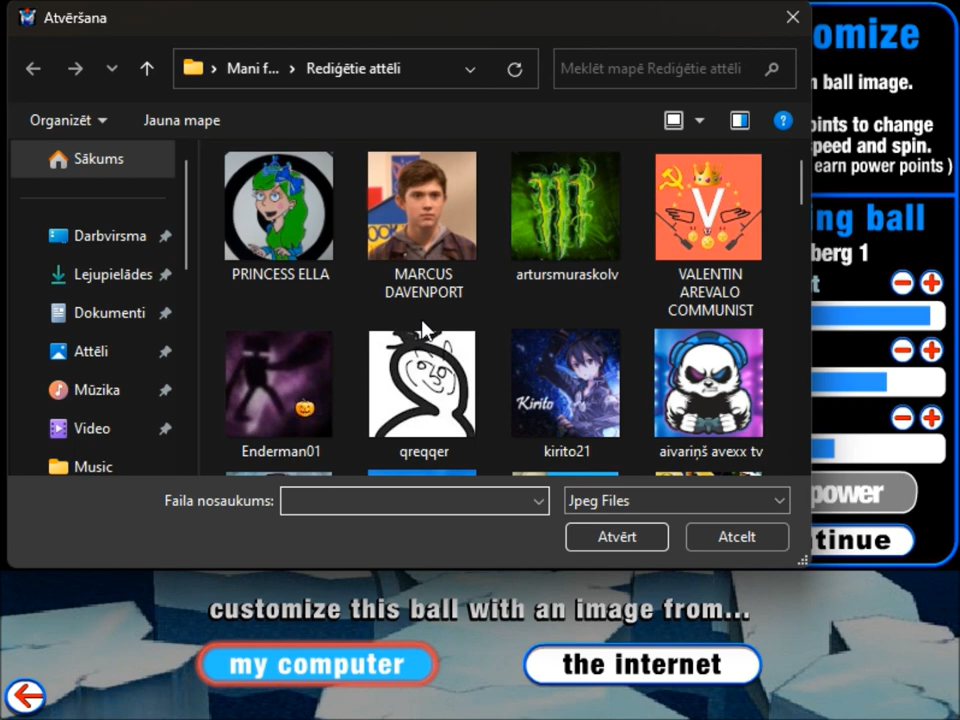 Atvēršana
Mani f... > Rediģētie attēli
Meklēt mapē Rediģētie attēli
Organizēt
Jauna mape
Sākums
Darbvirsma
Lejupielādes
Dokumenti
Attēli
Mūzika
Video
Music
PRINCESS ELLA
MARCUS
DAVENPORT
artursmuraskolv
VALENTIN
AREVALO
COMMUNIST
Kirito
Enderman01
qreqqer
kirito21
aivariņš avexx tv
Faila nosaukums:
Jpeg Files
Atvērt
Atcelt
omize
ball image.
ints to change
peed and spin.
earn power points )
ing ball
berg 1
power
tinue
customize this ball with an image from...
my computer
the internet